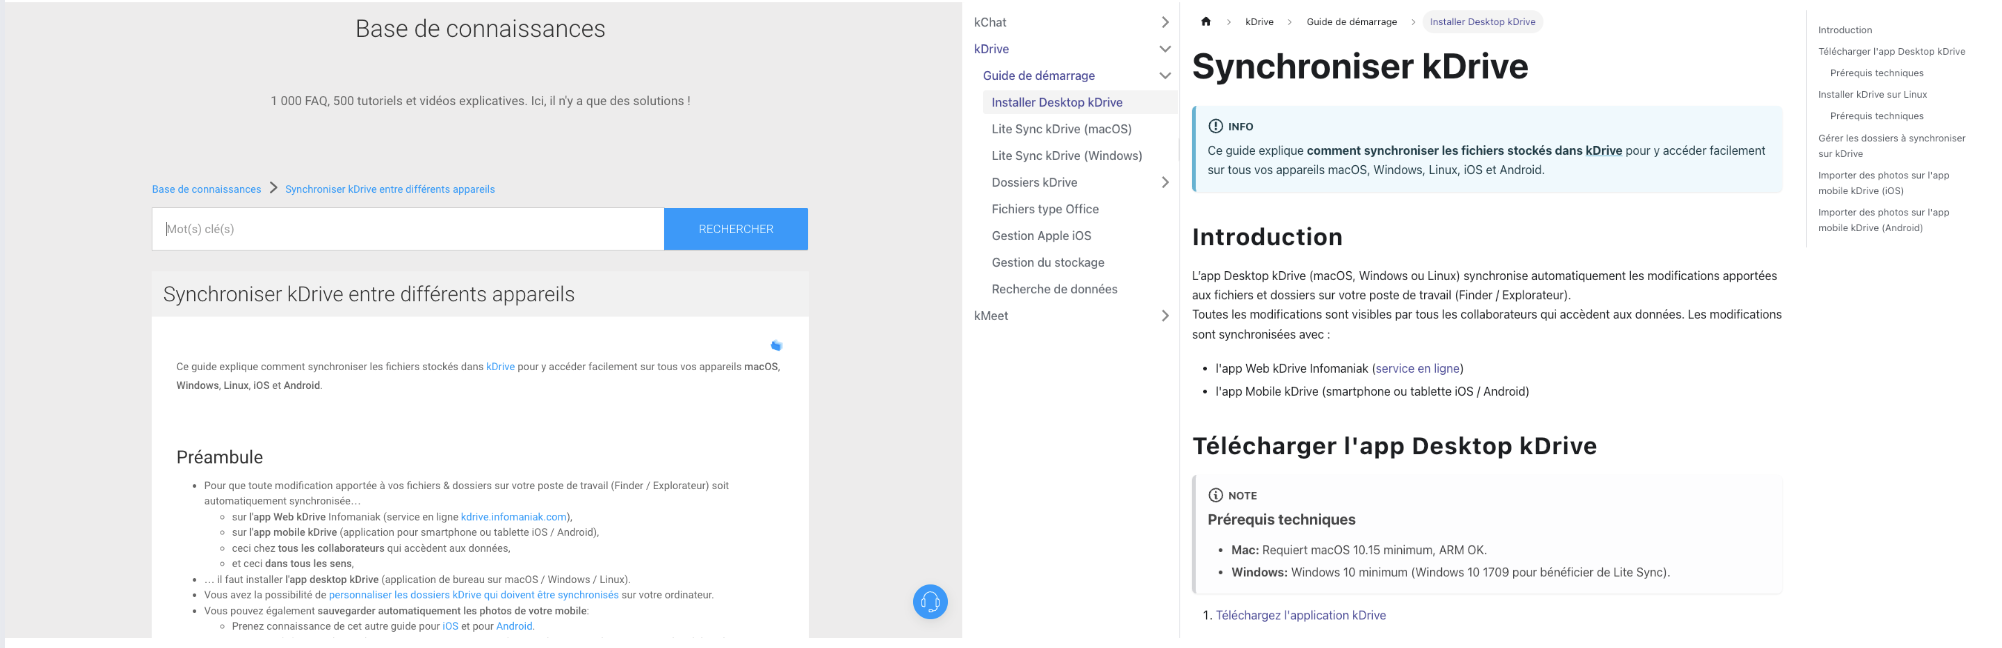 Base de connaissances
1 000 FAQ, 500 tutoriels et vidéos explicatives. Ici, il n'y a que des solutions !
Base de connaissances > Synchroniser kDrive entre différents appareils
Mot(s) clé(s)
RECHERCHER
Synchroniser kDrive entre différents appareils
Ce guide explique comment synchroniser les fichiers stockés dans kDrive pour y accéder facilement sur tous vos appareils macOS,
Windows, Linux, iOS et Android.
Préambule
• Pour que toute modification apportée à vos fichiers & dossiers sur votre poste de travail (Finder / Explorateur) soit
automatiquement synchronisée…
◦ sur l'app Web kDrive Infomaniak (service en ligne kdrive.infomaniak.com),
◦ sur l'app mobile kDrive (application pour smartphone ou tablette iOS / Android),
◦ ceci chez tous les collaborateurs qui accèdent aux données,
◦ et ceci dans tous les sens,
• … il faut installer l'app desktop kDrive (application de bureau sur macOS / Windows / Linux).
• Vous avez la possibilité de personnaliser les dossiers kDrive qui doivent être synchronisés sur votre ordinateur.
• Vous pouvez également sauvegarder automatiquement les photos de votre mobile:
◦ Prenez connaissance de cet autre guide pour iOS et pour Android.
kChat
kDrive
Guide de démarrage
Installer Desktop kDrive
Lite Sync kDrive (macOS)
Lite Sync kDrive (Windows)
Dossiers kDrive
Fichiers type Office
Gestion Apple iOS
Gestion du stockage
Recherche de données
kMeet
> kDrive > Guide de démarrage > Installer Desktop kDrive
Synchroniser kDrive
INFO
Ce guide explique comment synchroniser les fichiers stockés dans kDrive pour y accéder facilement
sur tous vos appareils macOS, Windows, Linux, iOS et Android.
Introduction
L'app Desktop kDrive (macOS, Windows ou Linux) synchronise automatiquement les modifications apportées
aux fichiers et dossiers sur votre poste de travail (Finder / Explorateur).
Toutes les modifications sont visibles par tous les collaborateurs qui accèdent aux données. Les modifications
sont synchronisées avec :
• l'app Web kDrive Infomaniak (service en ligne)
• l'app Mobile kDrive (smartphone ou tablette iOS / Android)
Télécharger l'app Desktop kDrive
NOTE
Prérequis techniques
• Mac: Requiert macOS 10.15 minimum, ARM OK.
• Windows: Windows 10 minimum (Windows 10 1709 pour bénéficier de Lite Sync).
1. Téléchargez l'application kDrive
Introduction
Télécharger l'app Desktop kDrive
Prérequis techniques
Installer kDrive sur Linux
Prérequis techniques
Gérer les dossiers à synchroniser
sur kDrive
Importer des photos sur l'app
mobile kDrive (iOS)
Importer des photos sur l'app
mobile kDrive (Android)